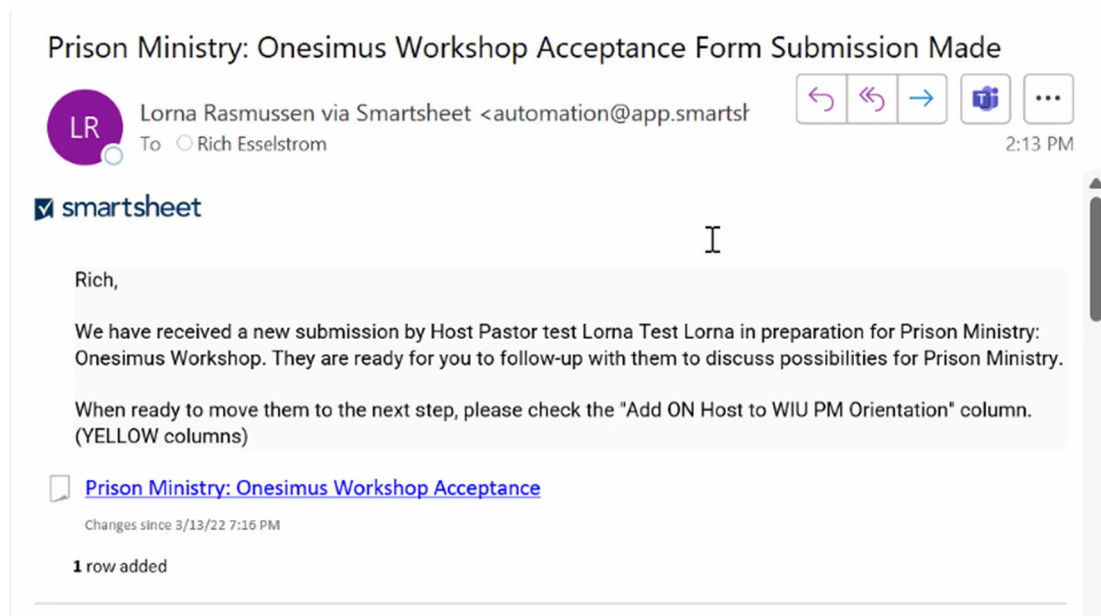 Prison Ministry: Onesimus Workshop Acceptance Form Submission Made
LR
Lorna Rasmussen via Smartsheet <automation@app.smartsh
To Rich Esselstrom
2:13 PM
smartsheet
Rich,
We have received a new submission by Host Pastor test Lorna Test Lorna in preparation for Prison Ministry:
Onesimus Workshop. They are ready for you to follow-up with them to discuss possibilities for Prison Ministry.
When ready to move them to the next step, please check the "Add ON Host to WIU PM Orientation" column.
(YELLOW columns)
Prison Ministry: Onesimus Workshop Acceptance
Changes since 3/13/22 7:16 PM
1 row added